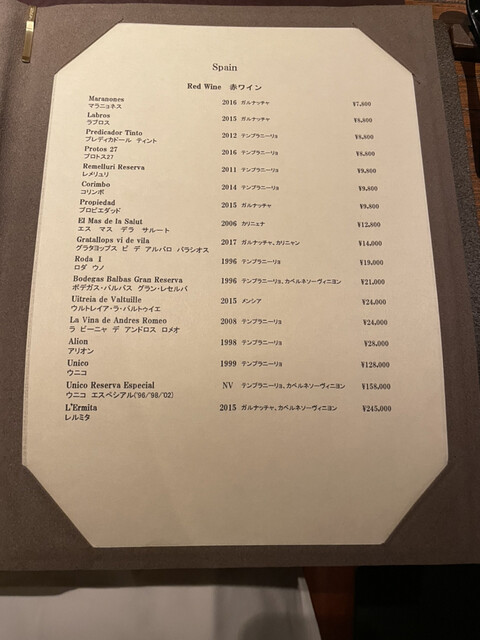 Spain
Red Wine 赤ワイン
Maranones 2016 ガルナッチャ ¥7,800
マラニョネス
Labros 2015 ガルナッチャ ¥8,800
ラブロス
Predicador Tinto 2012 テンプラニーリョ ¥8,800
プレディカドール ティント
Protos 27 2016 テンプラニーリョ ¥8,800
プロトス27
Remelluri Reserva 2011 テンプラニーリョ ¥9,800
レメリュリ
Corimbo 2014 テンプラニーリョ ¥9,800
コリンボ
Propiedad 2015 ガルナッチャ ¥9,800
プロピエダッド
El Mas de la Salut 2006 カリニェナ ¥12,800
エス マス デラ サルート
Gratallops vi de vila 2017 ガルナッチャ, カリニャン ¥14,000
グラタヨップス ビ デ アルバロ パラシオス
Roda I 1996 テンプラニーリョ ¥19,000
ロダ ウノ
Bodegas Balbas Gran Reserva 1996 テンプラニーリョ、カベルネソーヴィニヨン ¥21,000
ボデガス・バルバス グラン・レセルバ
Uitreia de Valtuille 2015 メンシア ¥24,000
ウルトレイア・ラ・バルトゥイエ
La Vina de Andres Romeo 2008 テンプラニーリョ ¥24,000
ラ ビーニャ デ アンドロス ロメオ
Alion 1998 テンプラニーリョ ¥28,000
アリオン
Unico 1999 テンプラニーリョ ¥128,000
ウニコ
Unico Reserva Especial NV テンプラニーリョ、カベルネソーヴィニヨン ¥158,000
ウニコ エスペシアル('96/'98/'02)
L'Ermita 2015 ガルナッチャ、カベルネソーヴィニヨン ¥245,000
レルミタ